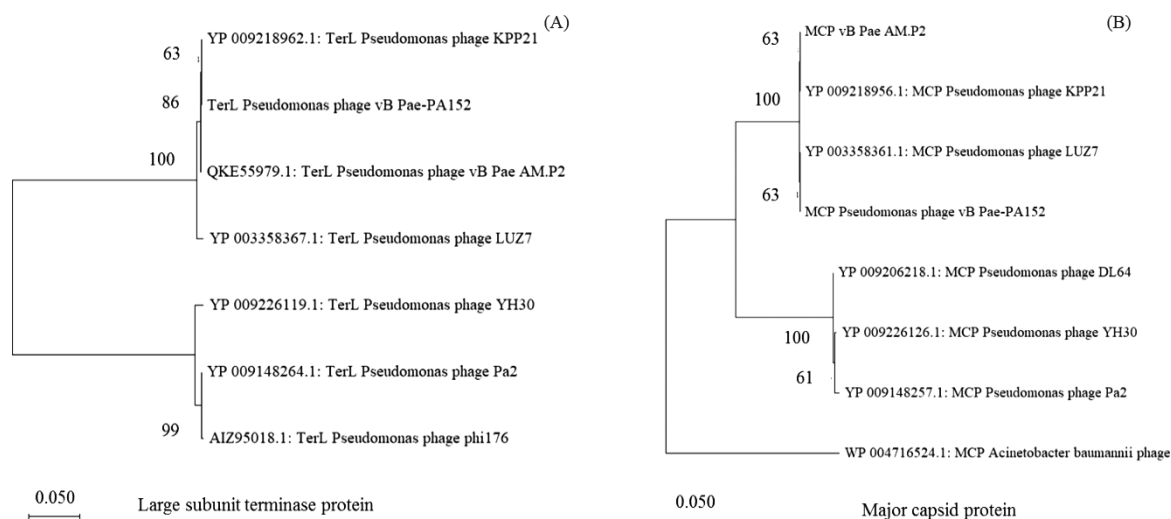 (A)
63
YP 009218962.1: TerL Pseudomonas phage KPP21
86
TerL Pseudomonas phage vB Pae-PA152
100
QKE55979.1: TerL Pseudomonas phage vB Pae AM.P2
YP 003358367.1: TerL Pseudomonas phage LUZ7
YP 009226119.1: TerL Pseudomonas phage YH30
YP 009148264.1: TerL Pseudomonas phage Pa2
99
AIZ95018.1: TerL Pseudomonas phage phi176
0.050
Large subunit terminase protein
(B)
63
MCP vB Pae AM.P2
100
YP 009218956.1: MCP Pseudomonas phage KPP21
YP 003358361.1: MCP Pseudomonas phage LUZ7
63
MCP Pseudomonas phage vB Pae-PA152
YP 009206218.1: MCP Pseudomonas phage DL64
100
YP 009226126.1: MCP Pseudomonas phage YH30
61
YP 009148257.1: MCP Pseudomonas phage Pa2
WP 004716524.1: MCP Acinetobacter baumannii phage
0.050
Major capsid protein